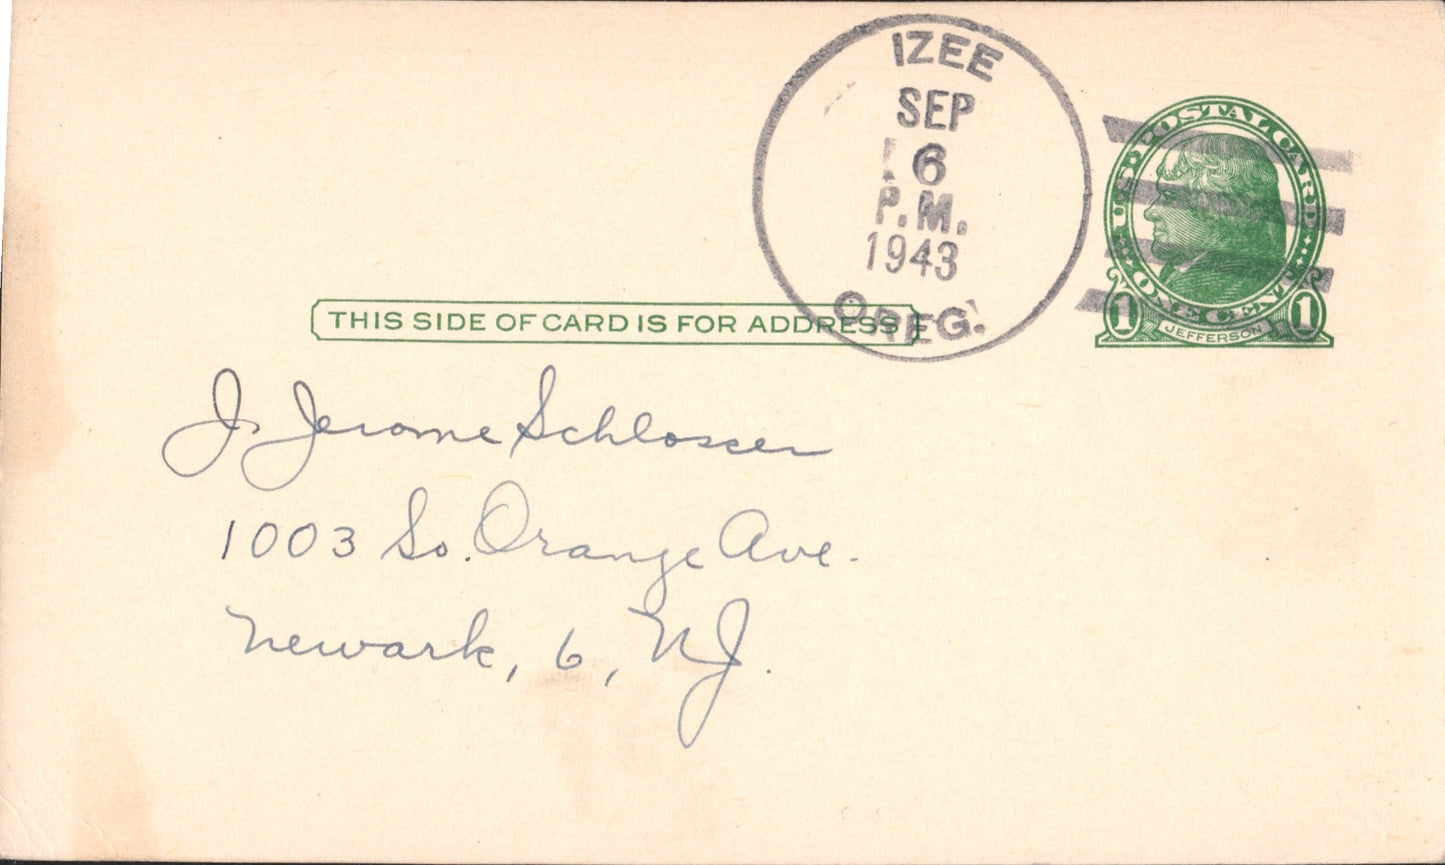 IZEE
SEP
6
P.M.
1943
OREG.
U.S. POSTAL CARD
ONE CENT
1 JEFFERSON 1
THIS SIDE OF CARD IS FOR ADDRESS
J. Jerome Schlosser
1003 So. Orange Ave.
Newark, 6, NJ.